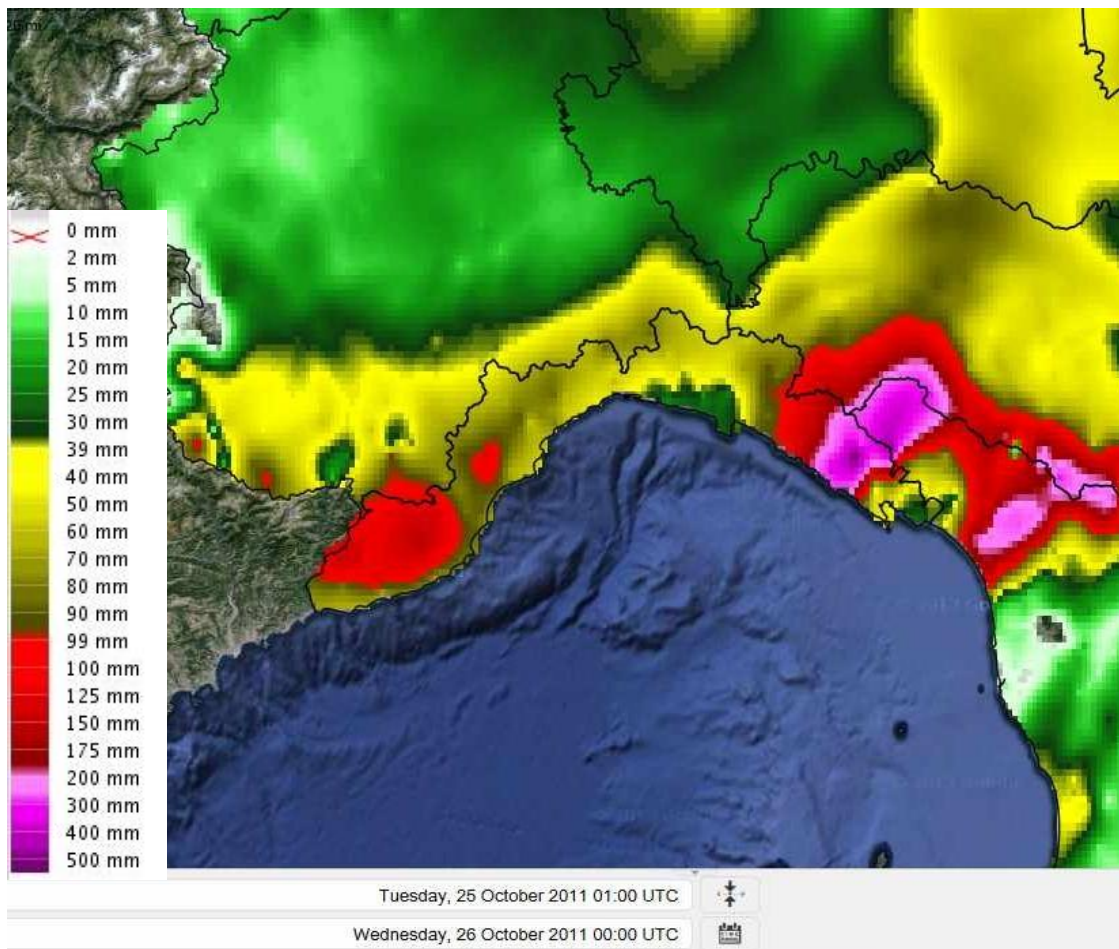 0 mm
2 mm
5 mm
10 mm
15 mm
20 mm
25 mm
30 mm
39 mm
40 mm
50 mm
60 mm
70 mm
80 mm
90 mm
99 mm
100 mm
125 mm
150 mm
175 mm
200 mm
300 mm
400 mm
500 mm
Tuesday, 25 October 2011 01:00 UTC
Wednesday, 26 October 2011 00:00 UTC